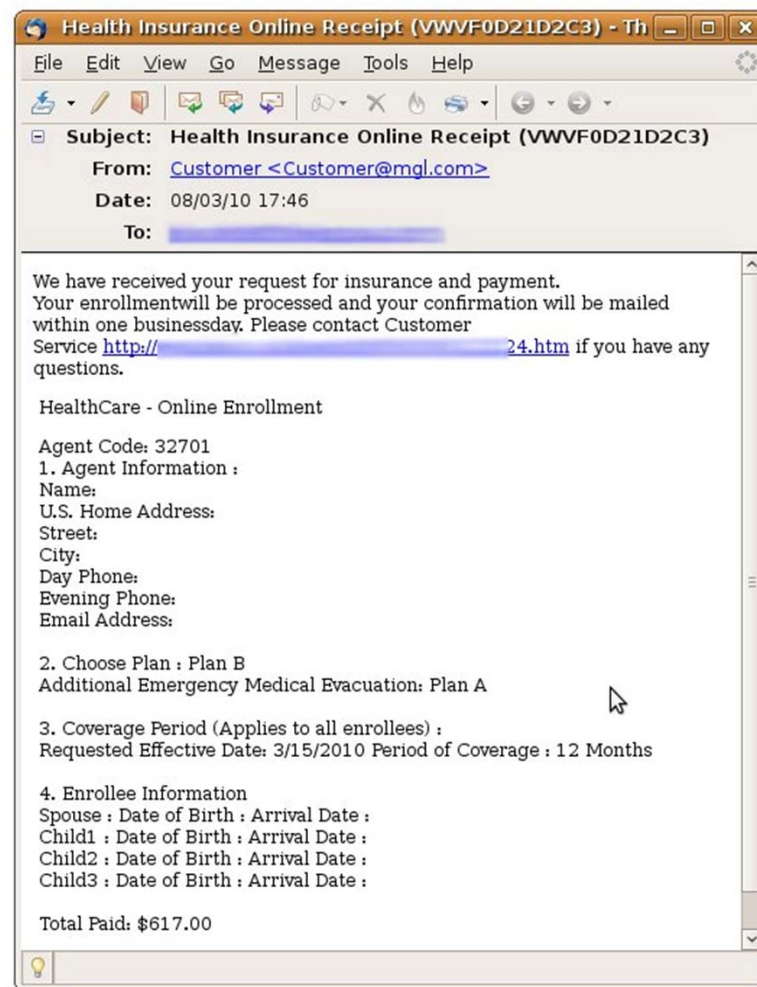 Health Insurance Online Receipt (VWVF0D21D2C3) - Th
File Edit View Go Message Tools Help
Subject: Health Insurance Online Receipt (VWVF0D21D2C3)
From: Customer <Customer@mgl.com>
Date: 08/03/10 17:46
To:
We have received your request for insurance and payment.
Your enrollmentwill be processed and your confirmation will be mailed
within one businessday. Please contact Customer
Service http:// 24.htm if you have any
questions.
HealthCare - Online Enrollment
Agent Code: 32701
1. Agent Information :
Name:
U.S. Home Address:
Street:
City:
Day Phone:
Evening Phone:
Email Address:
2. Choose Plan : Plan B
Additional Emergency Medical Evacuation: Plan A
3. Coverage Period (Applies to all enrollees) :
Requested Effective Date: 3/15/2010 Period of Coverage : 12 Months
4. Enrollee Information
Spouse : Date of Birth : Arrival Date :
Child1 : Date of Birth : Arrival Date :
Child2 : Date of Birth : Arrival Date :
Child3 : Date of Birth : Arrival Date :
Total Paid: $617.00